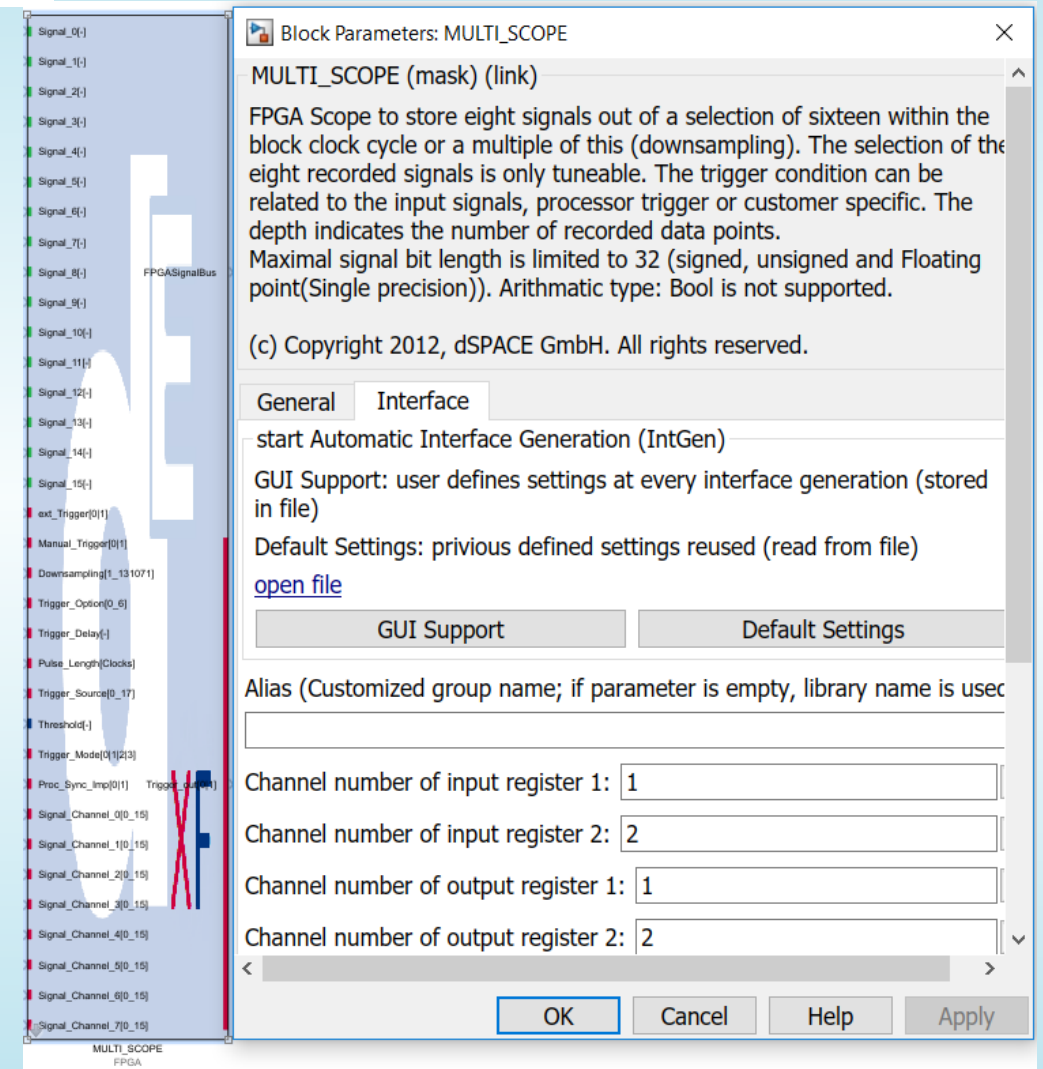 Signal_0[-]
Signal_1[-]
Signal_2[-]
Signal_3[-]
Signal_4[-]
Signal_5[-]
Signal_6[-]
Signal_7[-]
Signal_8[-] FPGASignalBus
Signal_9[-]
Signal_10[-]
Signal_11[-]
Signal_12[-]
Signal_13[-]
Signal_14[-]
Signal_15[-]
ext_Trigger[0|1]
Manual_Trigger[0|1]
Downsampling[1_131071]
Trigger_Option[0_6]
Trigger_Delay[-]
Pulse_Length[Clocks]
Trigger_Source[0_17]
Threshold[-]
Trigger_Mode[0|1|2|3]
Proc_Sync_Imp[0|1] Trigger_out[0|1]
Signal_Channel_0[0_15]
Signal_Channel_1[0_15]
Signal_Channel_2[0_15]
Signal_Channel_3[0_15]
Signal_Channel_4[0_15]
Signal_Channel_5[0_15]
Signal_Channel_6[0_15]
Signal_Channel_7[0_15]
MULTI_SCOPE
FPGA
Block Parameters: MULTI_SCOPE
MULTI_SCOPE (mask) (link)
FPGA Scope to store eight signals out of a selection of sixteen within the
block clock cycle or a multiple of this (downsampling). The selection of the
eight recorded signals is only tuneable. The trigger condition can be
related to the input signals, processor trigger or customer specific. The
depth indicates the number of recorded data points.
Maximal signal bit length is limited to 32 (signed, unsigned and Floating
point(Single precision)). Arithmatic type: Bool is not supported.
(c) Copyright 2012, dSPACE GmbH. All rights reserved.
General Interface
start Automatic Interface Generation (IntGen)
GUI Support: user defines settings at every interface generation (stored
in file)
Default Settings: privious defined settings reused (read from file)
open file
GUI Support Default Settings
Alias (Customized group name; if parameter is empty, library name is used
Channel number of input register 1: 1
Channel number of input register 2: 2
Channel number of output register 1: 1
Channel number of output register 2: 2
OK Cancel Help Apply